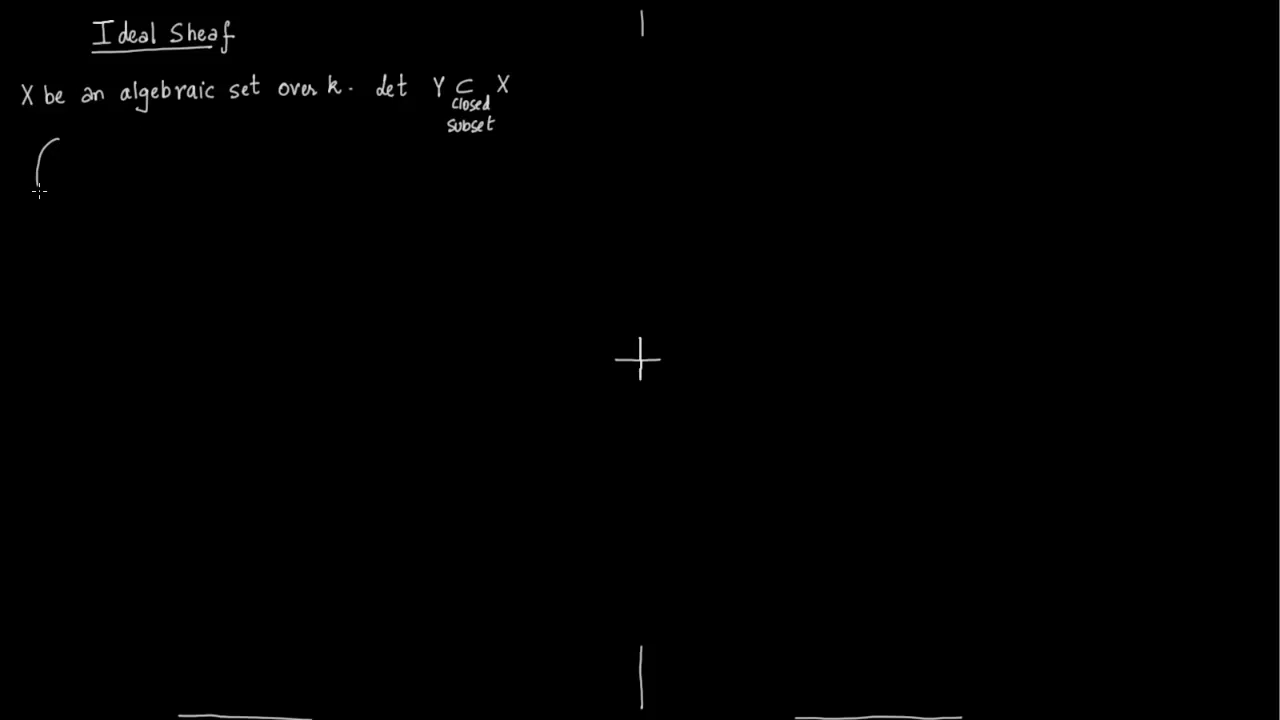 Ideal Sheaf
X be an algebraic set over k. Let Y ⊂ X
closed
subset